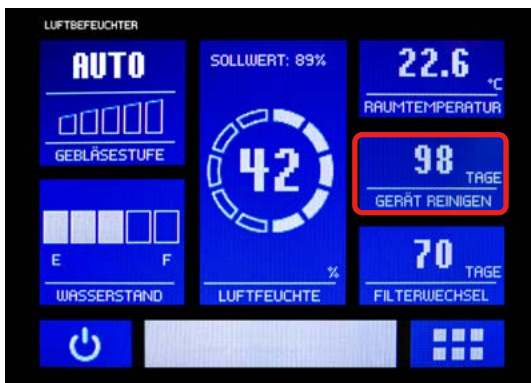 LUFTBEFEUCHTER
AUTO
GEBLÄSESTUFE
E F
WASSERSTAND
SOLLWERT: 89%
42
%
LUFTFEUCHTE
22.6 °C
RAUMTEMPERATUR
98 TAGE
GERÄT REINIGEN
70 TAGE
FILTERWECHSEL